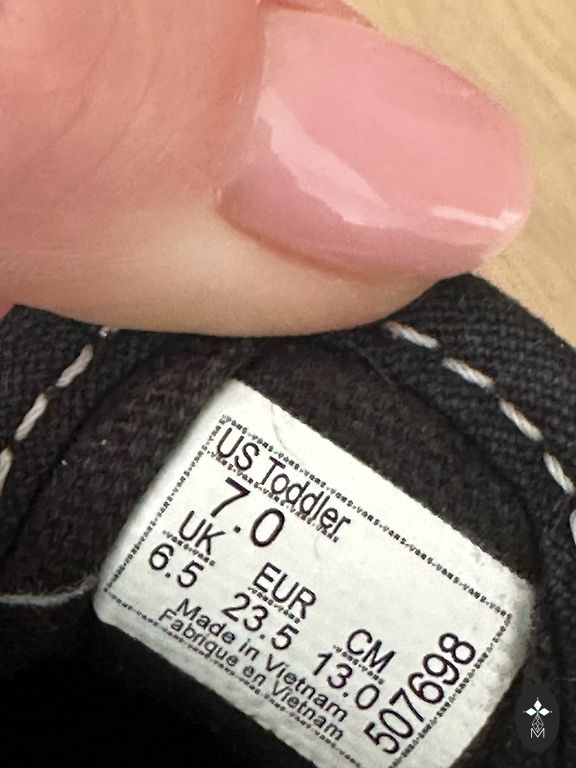 US Toddler
7.0
UK EUR CM
6.5 23.5 13.0
Made in Vietnam
Fabrique en Vietnam
507698